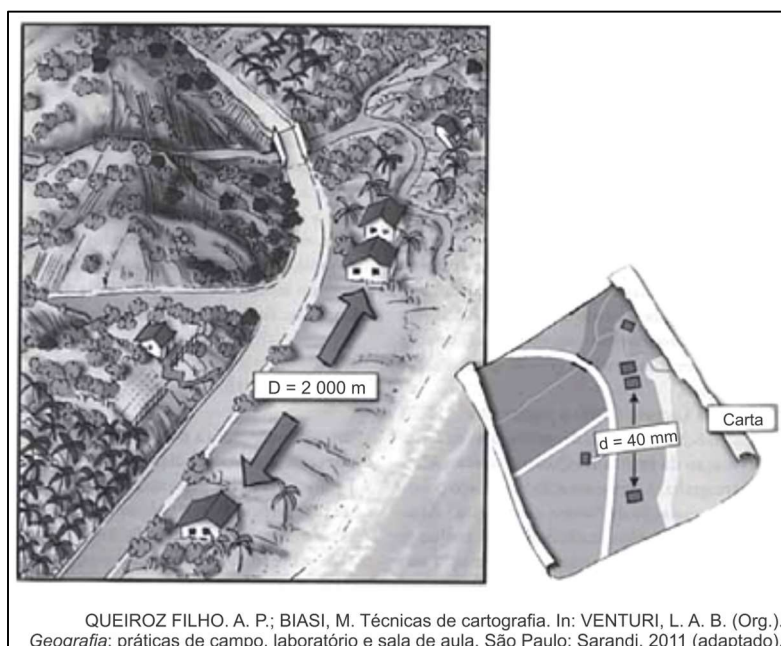 D = 2 000 m
Carta
d = 40 mm
QUEIROZ FILHO. A. P.; BIASI, M. Técnicas de cartografia. In: VENTURI, L. A. B. (Org.).
Geografia: práticas de campo, laboratório e sala de aula. São Paulo: Sarandi, 2011 (adaptado).